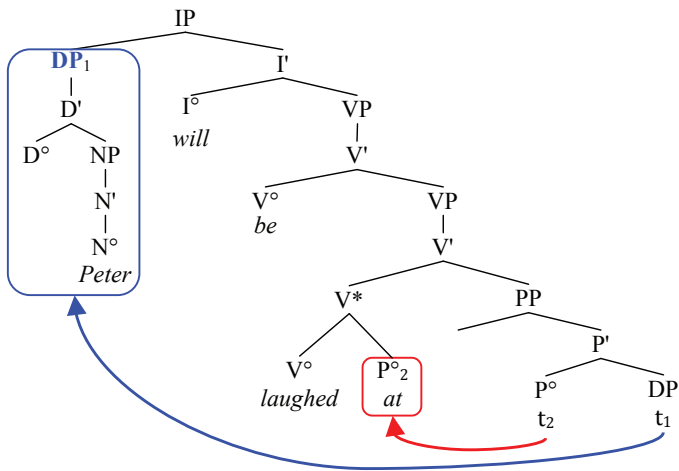 IP
DP₁ I'
D' I° VP
will
D° NP V'
N' V° VP
be
N° V'
Peter
V* PP
P'
V° P°₂ P° DP
laughed at t₂ t₁